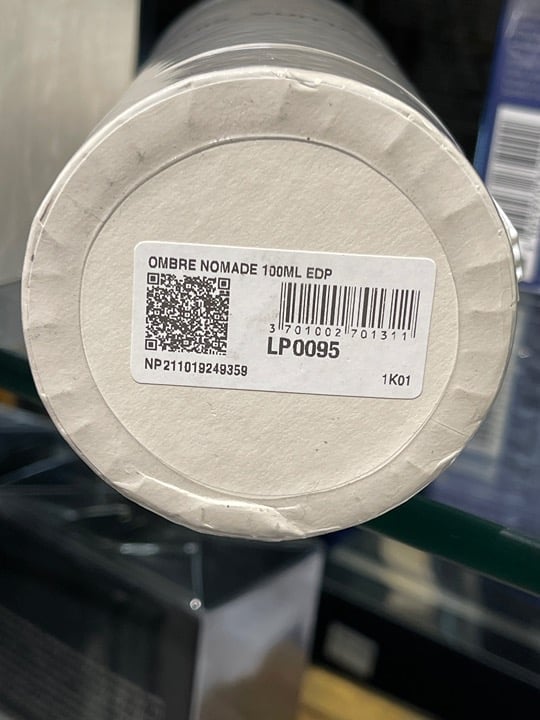 OMBRE NOMADE 100ML EDP
3 701002 701311
LP0095
NP211019249359
1K01